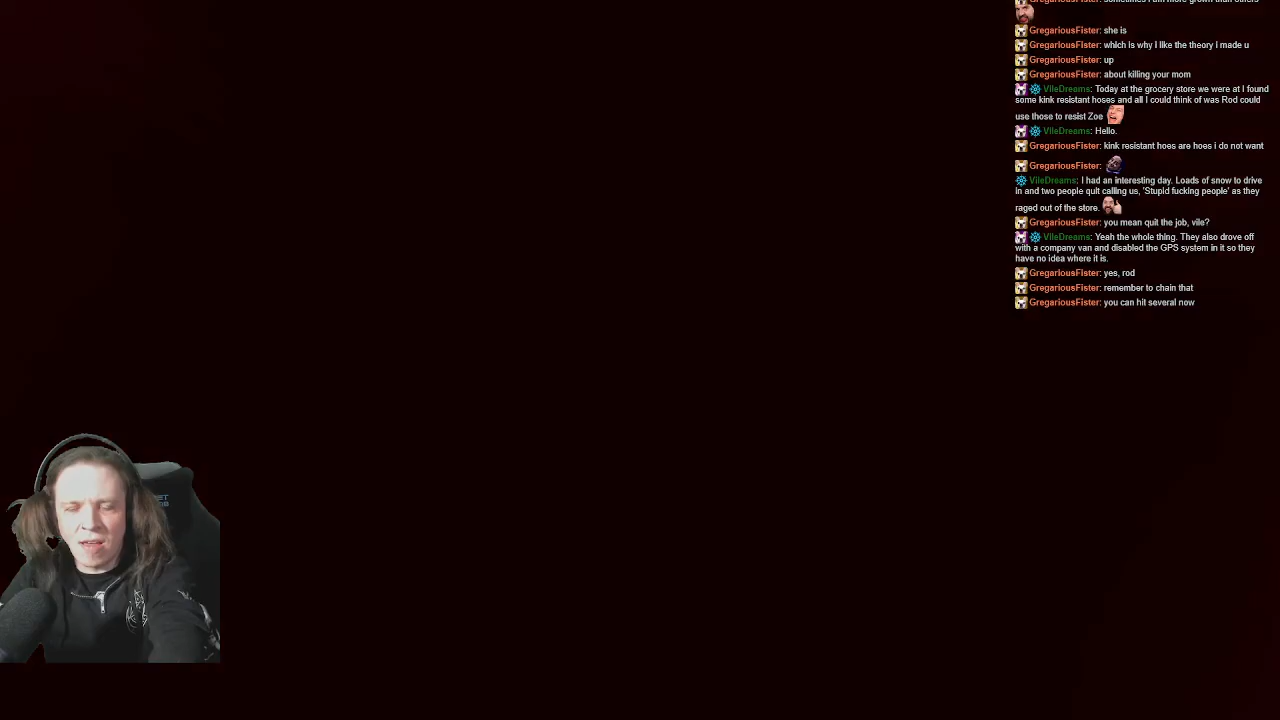 GregariousFister: she is
GregariousFister: which is why i like the theory i made u
GregariousFister: up
GregariousFister: about killing your mom
VileDreams: Today at the grocery store we were at I found
some kink resistant hoses and all I could think of was Rod could
use those to resist Zoe
VileDreams: Hello.
GregariousFister: kink resistant hoes are hoes i do not want
GregariousFister:
VileDreams: I had an interesting day. Loads of snow to drive
in and two people quit calling us, 'Stupid fucking people' as they
raged out of the store.
GregariousFister: you mean quit the job, vile?
VileDreams: Yeah the whole thing. They also drove off
with a company van and disabled the GPS system in it so they
have no idea where it is.
GregariousFister: yes, rod
GregariousFister: remember to chain that
GregariousFister: you can hit several now